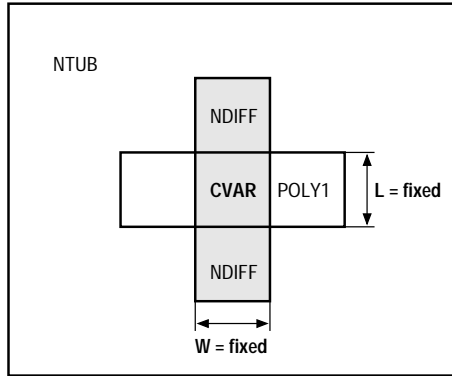 NTUB
NDIFF
CVAR POLY1 L = fixed
NDIFF
W = fixed